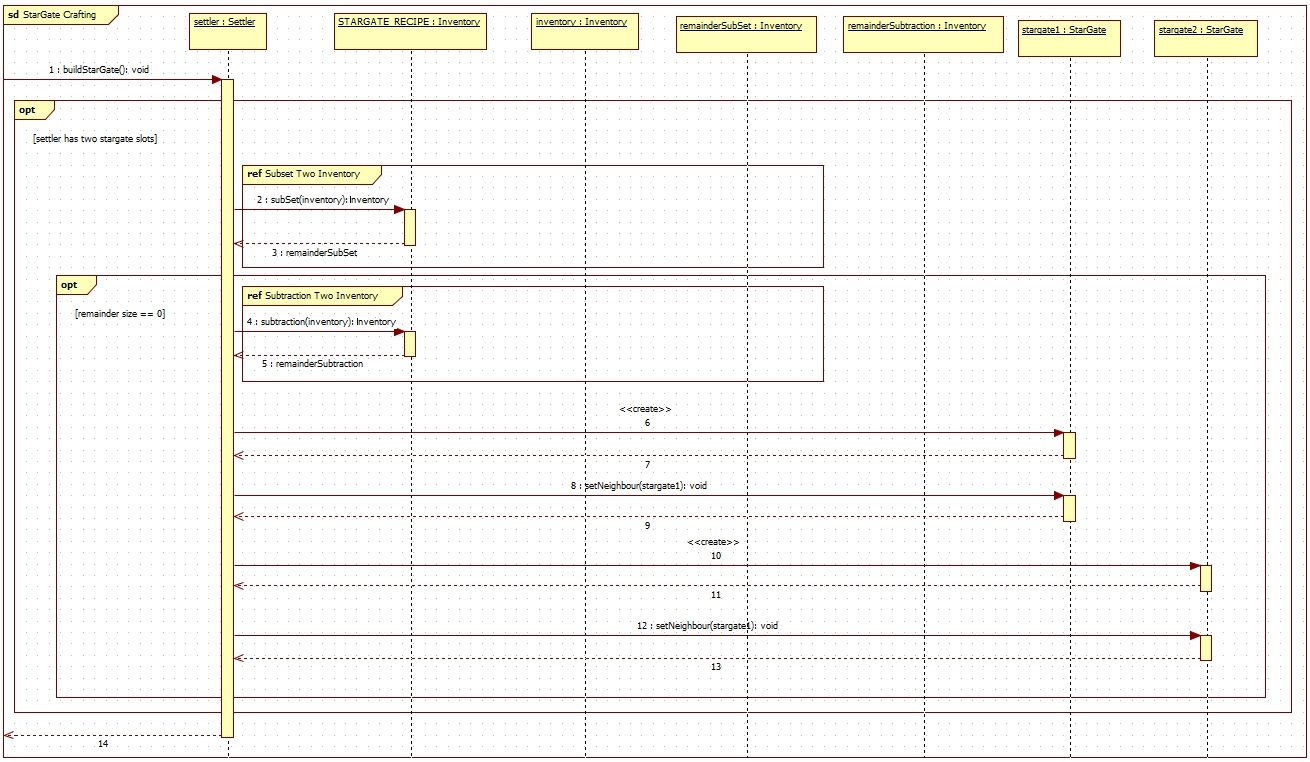 sd StarGate Crafting
settler : Settler
STARGATE_RECIPE : Inventory
inventory : Inventory
remainderSubSet : Inventory
remainderSubtraction : Inventory
stargate1 : StarGate
stargate2 : StarGate
1 : buildStarGate(): void
opt
[settler has two stargate slots]
ref Subset Two Inventory
2 : subSet(inventory): Inventory
3 : remainderSubSet
opt
[remainder size == 0]
ref Subtraction Two Inventory
4 : subtraction(inventory): Inventory
5 : remainderSubtraction
<<create>>
6
7
8 : setNeighbour(stargate1): void
9
<<create>>
10
11
12 : setNeighbour(stargate1): void
13
14